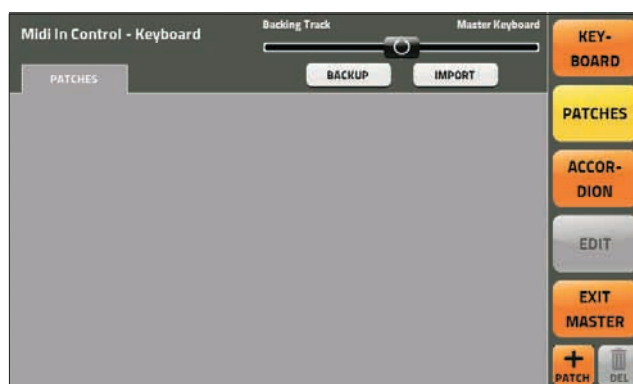 Midi In Control - Keyboard
Backing Track
Master Keyboard
BACKUP
IMPORT
PATCHES
KEY-
BOARD
PATCHES
ACCOR-
DION
EDIT
EXIT
MASTER
PATCH
DEL